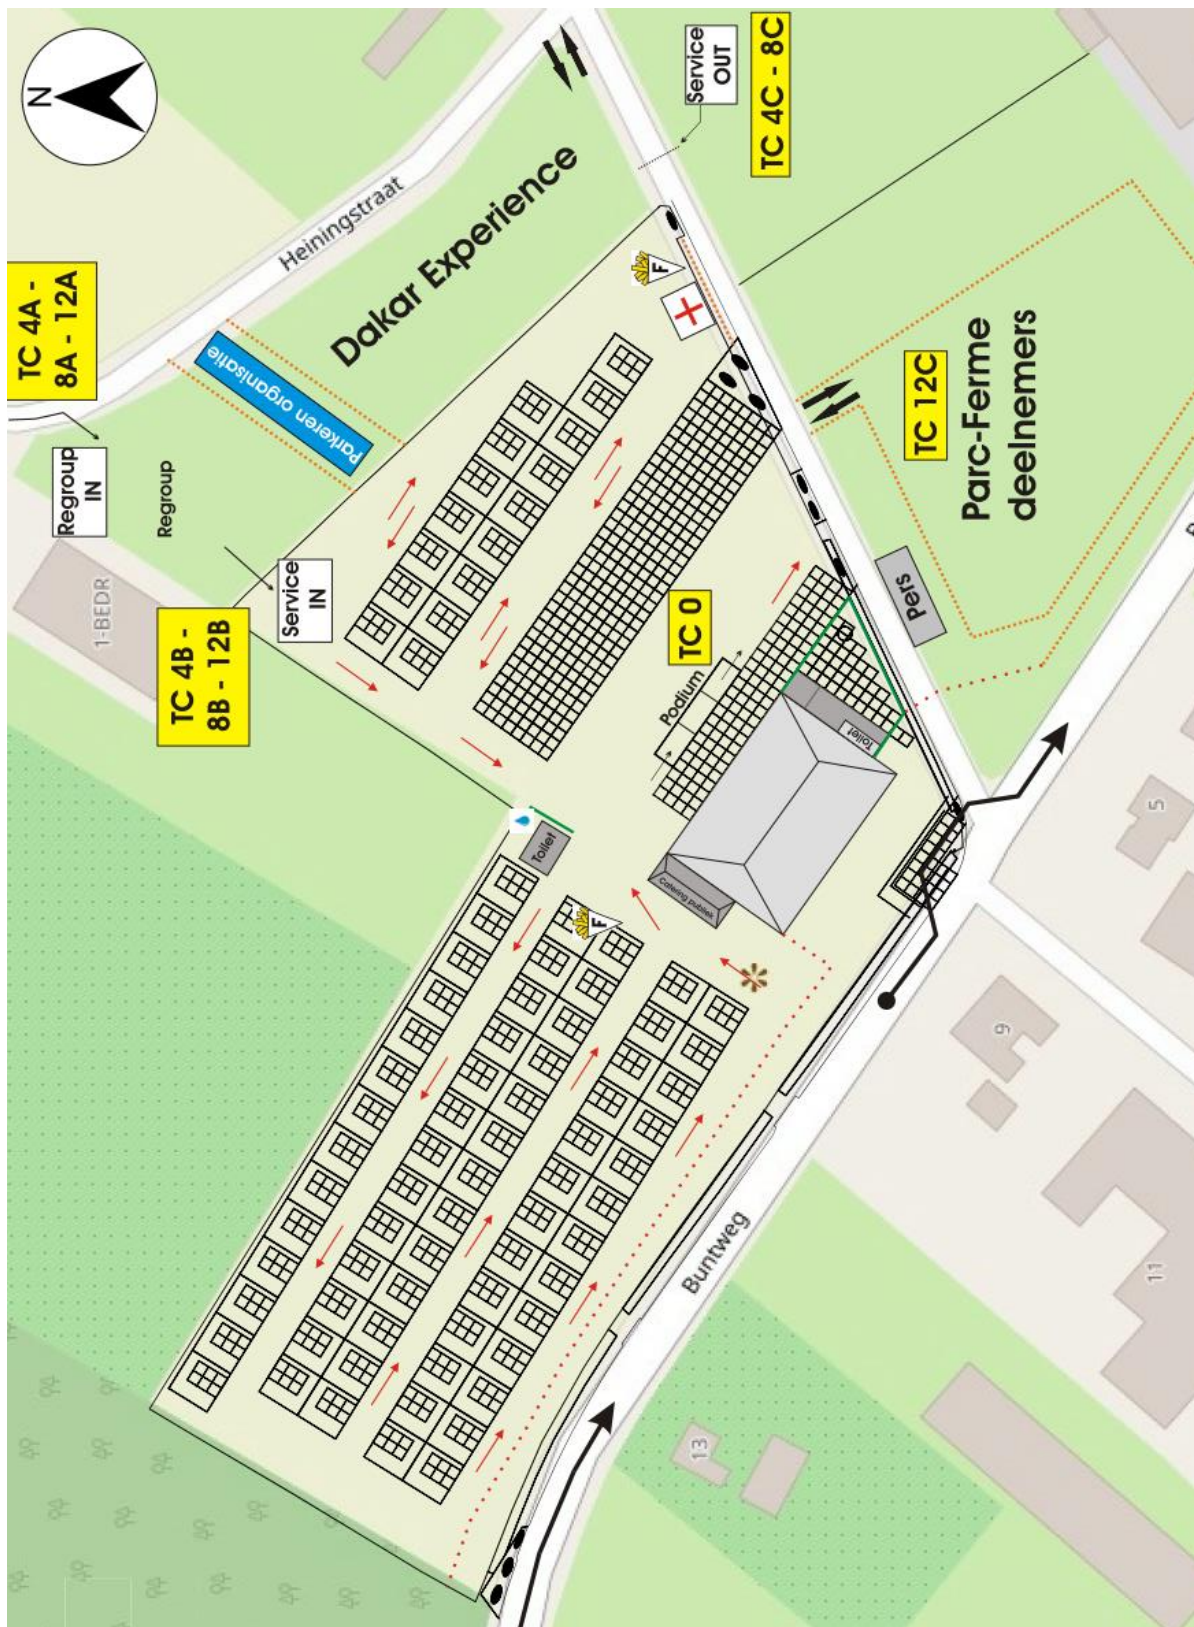 N
Service
OUT
TC 4C - 8C
Heiningstraat
Dakar Experience
TC 4A -
8A - 12A
Parkeren organisatie
F
Regroup
IN
Regroup
TC 12C
Parc-Ferme
deelnemers
1-BEDR
Service
IN
TC 4B -
8B - 12B
TC 0
Podium
Pers
Toilet
Toilet
Catering publiek
F
5
9
Buntweg
11
13